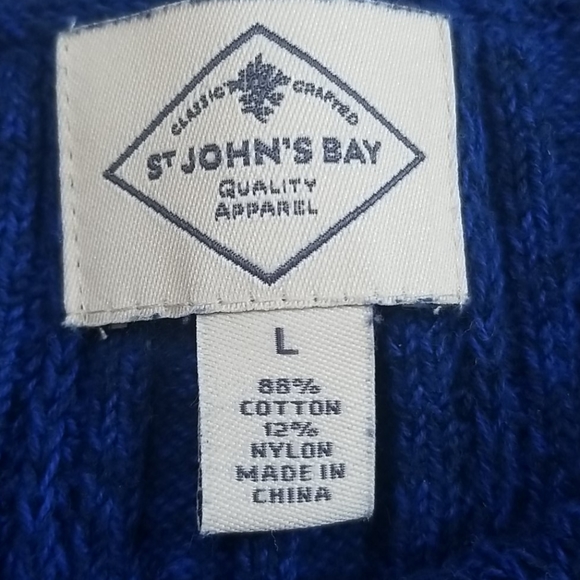 CLASSIC CRAFTED
ST JOHN'S BAY
QUALITY
APPAREL
L
88%
COTTON
12%
NYLON
MADE IN
CHINA